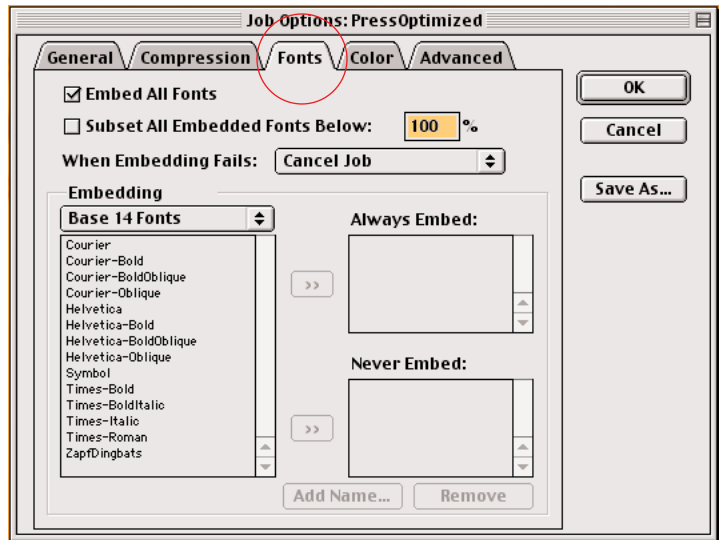 Job Options: PressOptimized
General Compression Fonts Color Advanced
Embed All Fonts
Subset All Embedded Fonts Below: 100 %
When Embedding Fails: Cancel Job
OK
Cancel
Save As...
Embedding
Base 14 Fonts
Courier
Courier-Bold
Courier-BoldOblique
Courier-Oblique
Helvetica
Helvetica-Bold
Helvetica-BoldOblique
Helvetica-Oblique
Symbol
Times-Bold
Times-BoldItalic
Times-Italic
Times-Roman
ZapfDingbats
>>
>>
Always Embed:
Never Embed:
Add Name... Remove